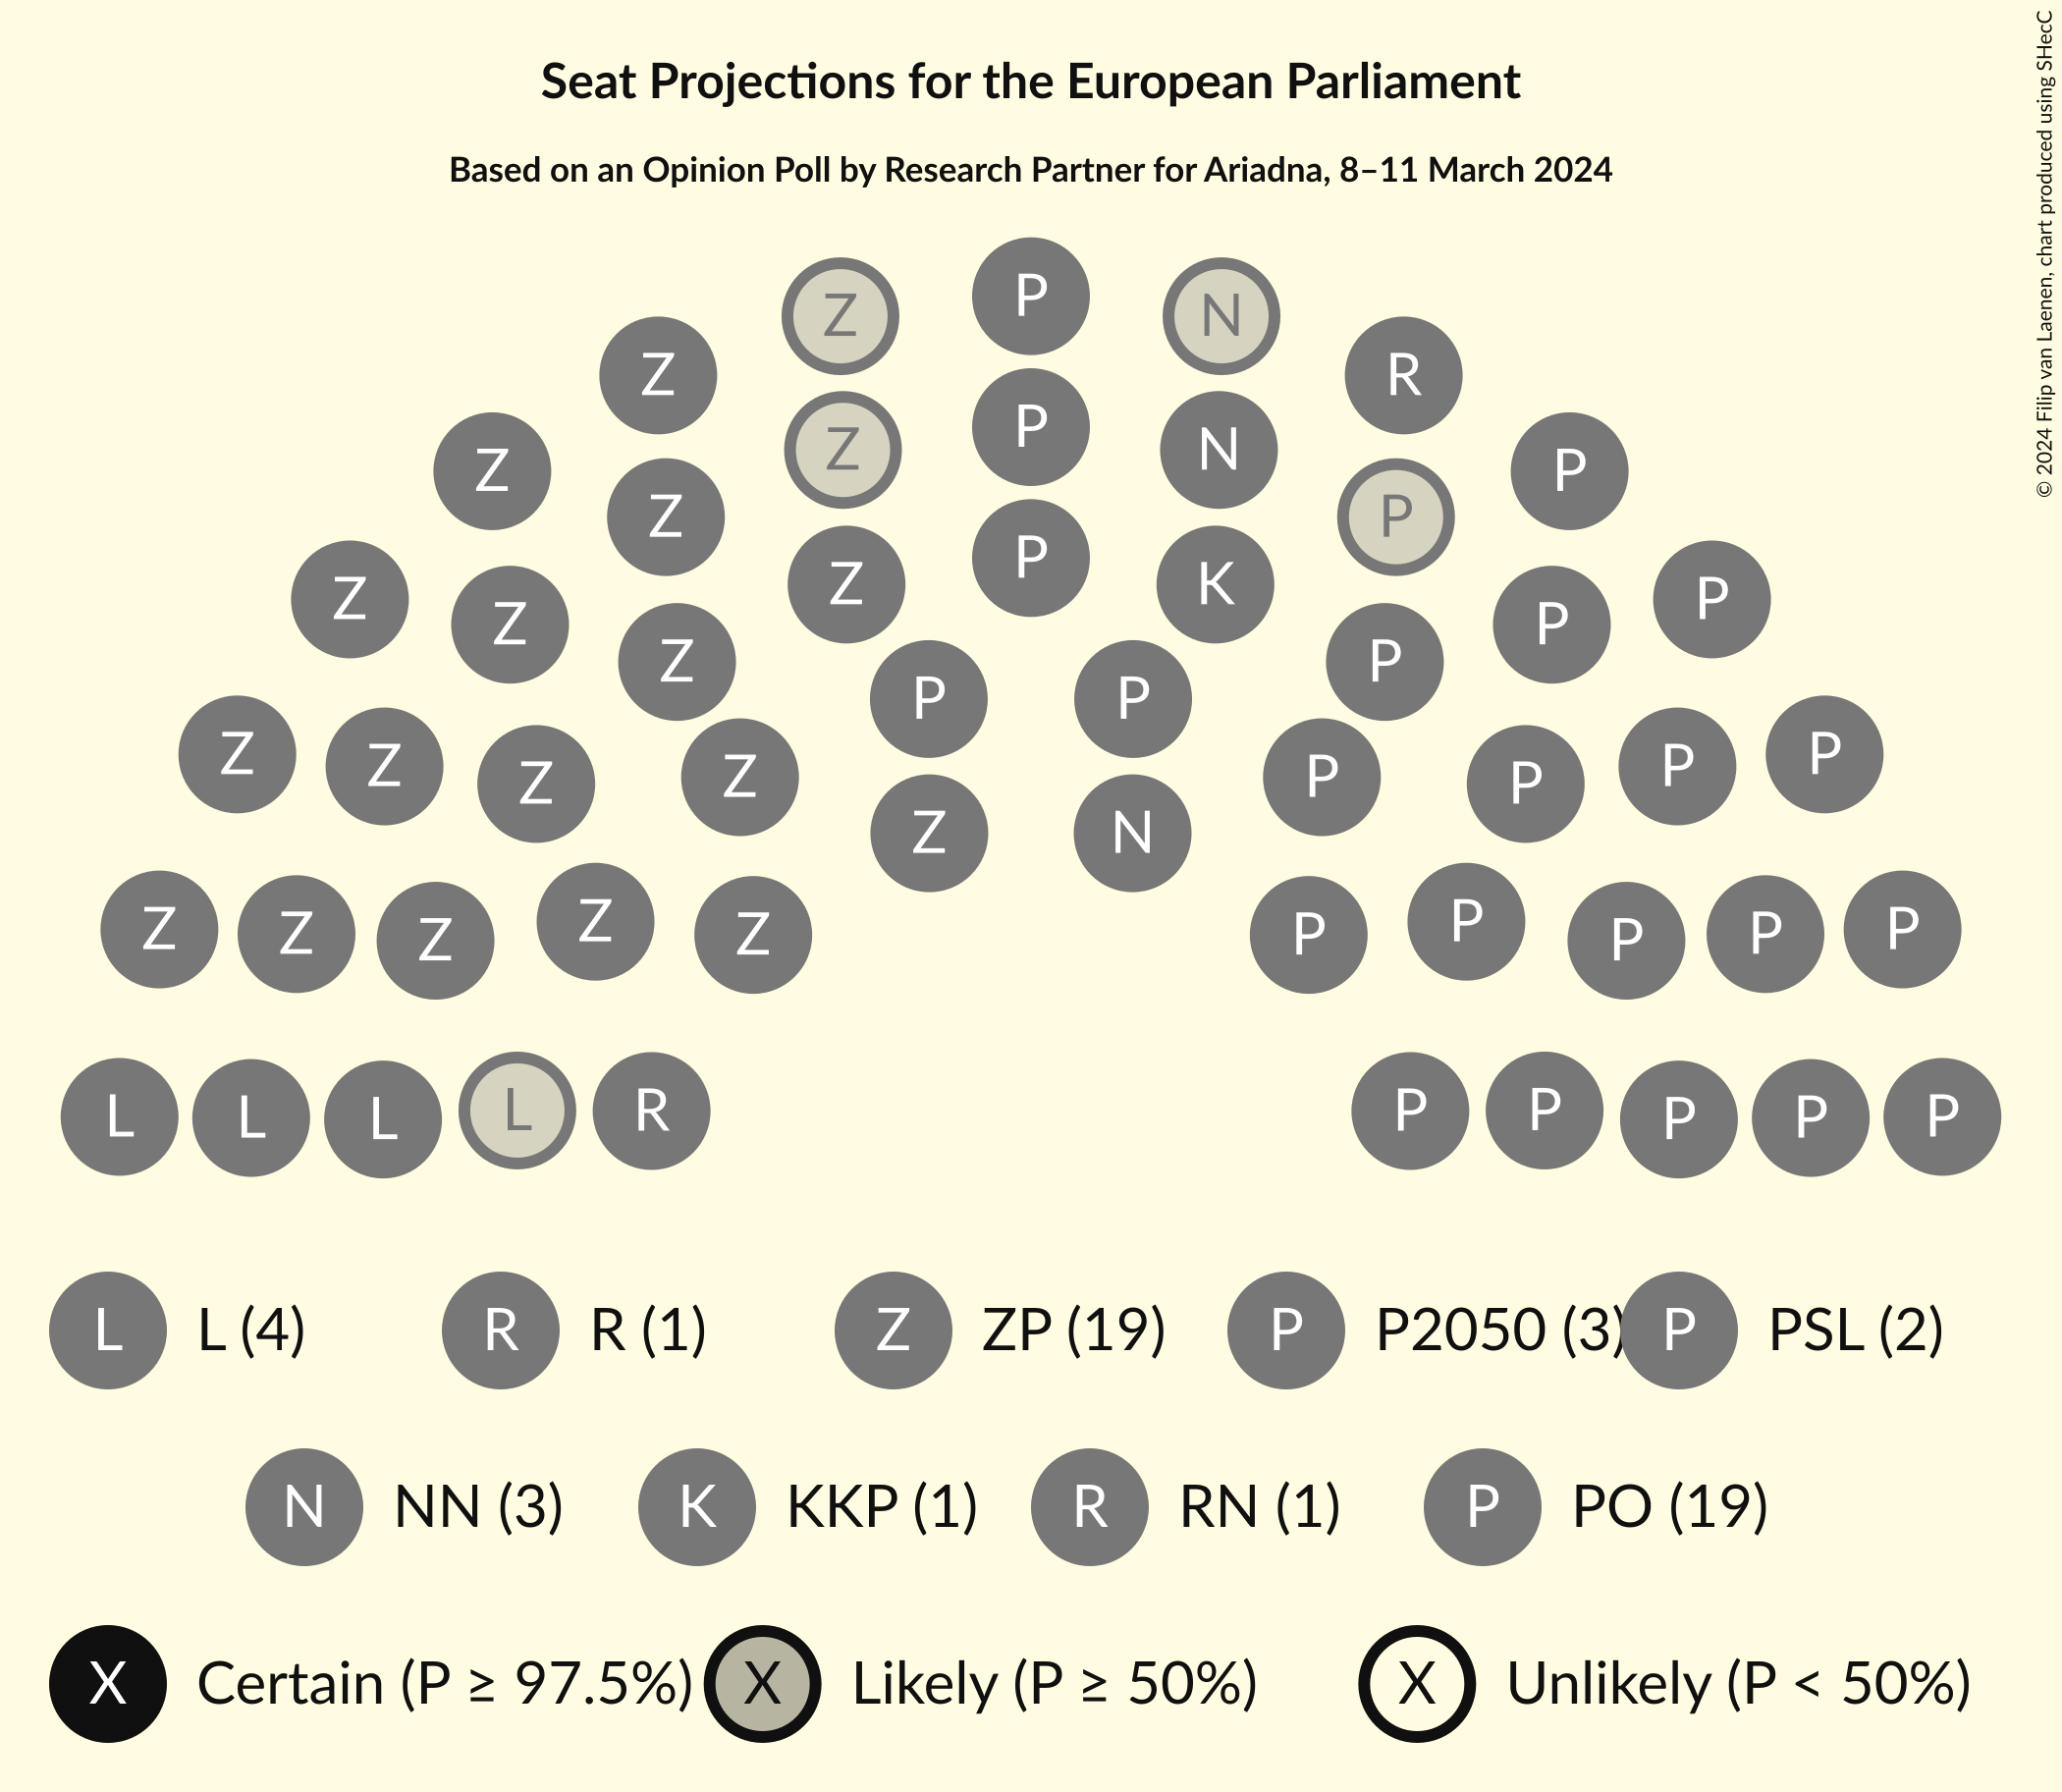 Seat Projections for the European Parliament
Based on an Opinion Poll by Research Partner for Ariadna, 8–11 March 2024
© 2024 Filip van Laenen, chart produced using SHecC
P
Z N
Z R
P
Z N
Z P
Z P
P
Z K
Z P
Z P
Z P
P P
Z P
Z P
Z P
Z P
Z N
Z P
Z P
Z P
Z P
Z P
L R P P
L P
L P
L P
L L (4) R R (1) Z ZP (19) P P2050 (3) P PSL (2)
N NN (3) K KKP (1) R RN (1) P PO (19)
X Certain (P ≥ 97.5%) X Likely (P ≥ 50%) X Unlikely (P < 50%)